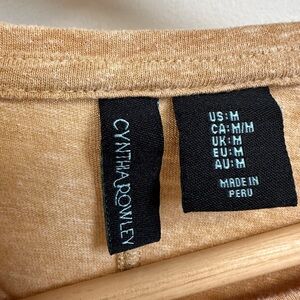 CYNTHIA ROWLEY
US:M
CA:M/M
UK:M
EU:M
AU:M
MADE IN
PERU